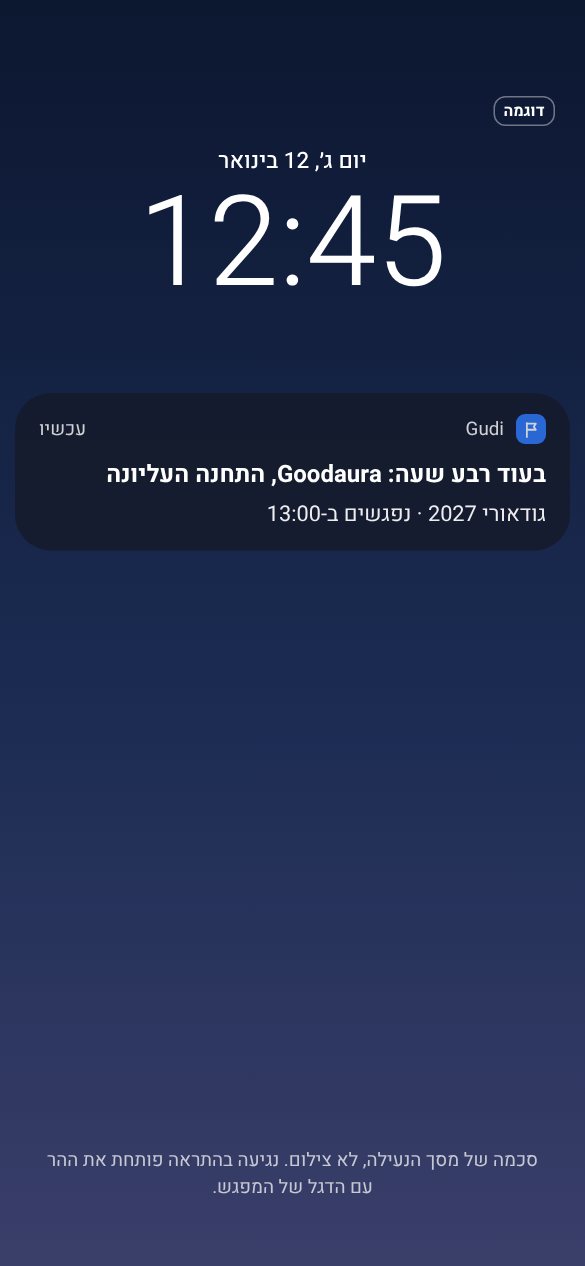 דוגמה
יום ג׳, 12 בינואר
12:45
Gudi
עכשיו
בעוד רבע שעה: Goodaura, התחנה העליונה
גודאורי 2027 · נפגשים ב-13:00
סכמה של מסך הנעילה, לא צילום. נגיעה בהתראה פותחת את ההר
עם הדגל של המפגש.